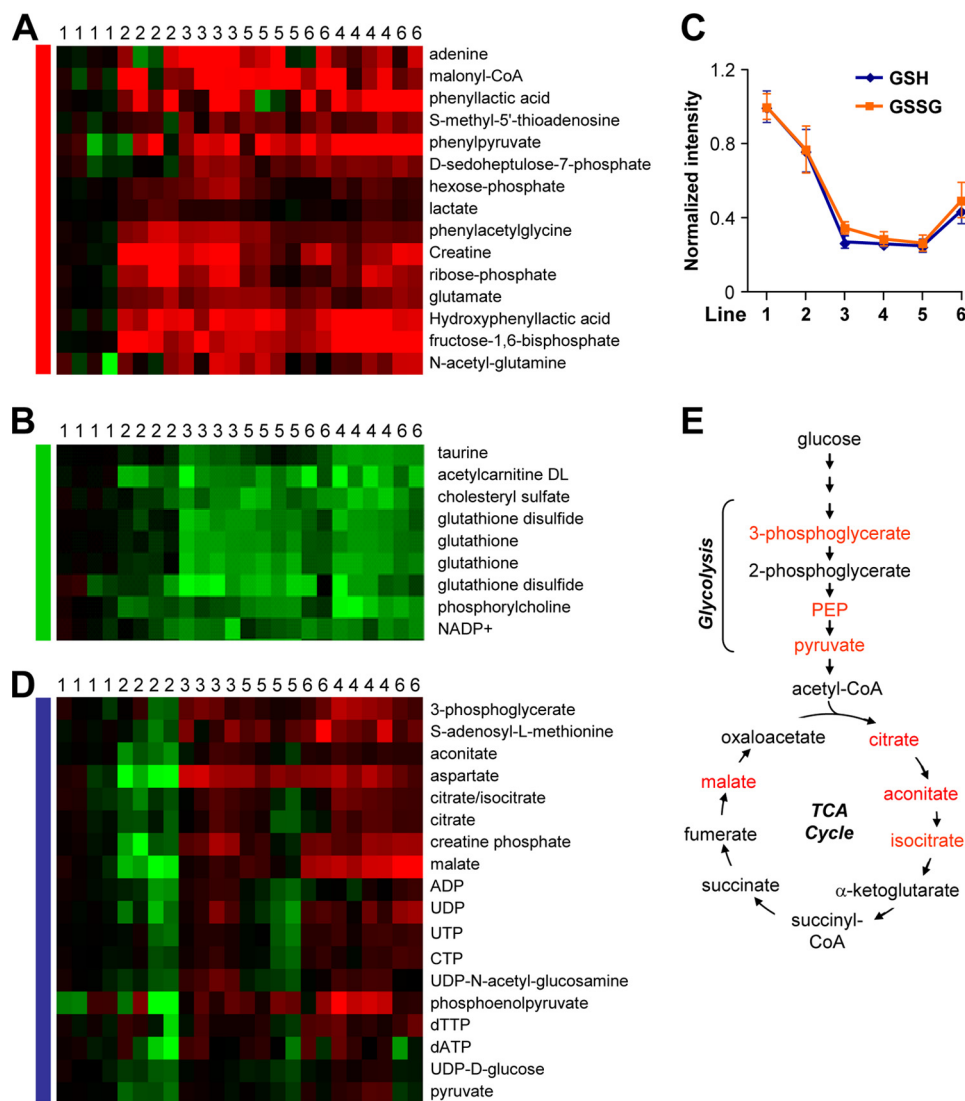 A
1 1 1 1 2 2 2 2 3 3 3 3 5 5 5 5 6 6 4 4 4 4 6 6
adenine
malonyl-CoA
phenyllactic acid
S-methyl-5'-thioadenosine
phenylpyruvate
D-sedoheptulose-7-phosphate
hexose-phosphate
lactate
phenylacetylglycine
Creatine
ribose-phosphate
glutamate
Hydroxyphenyllactic acid
fructose-1,6-bisphosphate
N-acetyl-glutamine
B
1 1 1 1 2 2 2 2 3 3 3 3 5 5 5 5 6 6 4 4 4 4 6 6
taurine
acetylcarnitine DL
cholesteryl sulfate
glutathione disulfide
glutathione
glutathione
glutathione disulfide
phosphorylcholine
NADP+
C
Normalized intensity
1.2
0.8
0.4
0
GSH
GSSG
Line 1 2 3 4 5 6
D
1 1 1 1 2 2 2 2 3 3 3 3 5 5 5 5 6 6 4 4 4 4 6 6
3-phosphoglycerate
S-adenosyl-L-methionine
aconitate
aspartate
citrate/isocitrate
citrate
creatine phosphate
malate
ADP
UDP
UTP
CTP
UDP-N-acetyl-glucosamine
phosphoenolpyruvate
dTTP
dATP
UDP-D-glucose
pyruvate
E
glucose
Glycolysis
3-phosphoglycerate
2-phosphoglycerate
PEP
pyruvate
acetyl-CoA
oxaloacetate
citrate
malate
aconitate
TCA
Cycle
fumerate
isocitrate
succinate
α-ketoglutarate
succinyl-
CoA